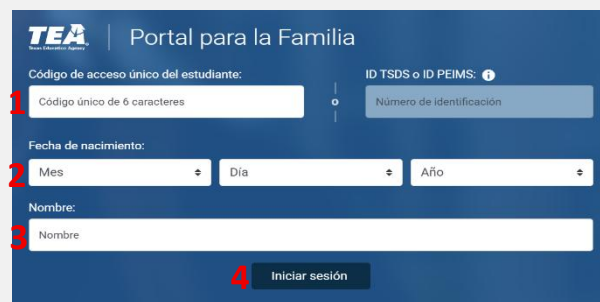 TEA | Portal para la Familia
Texas Education Agency
Código de acceso único del estudiante: ID TSDS o ID PEIMS: i
1 Código único de 6 caracteres o Número de identificación
Fecha de nacimiento:
2 Mes Día Año
Nombre:
3 Nombre
4 Iniciar sesión